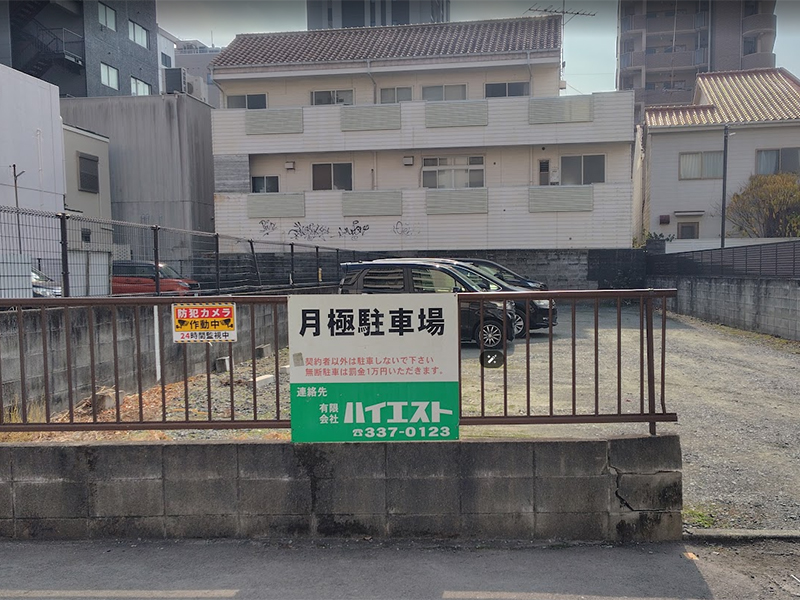 防犯カメラ
作動中
24時間監視中
月極駐車場
契約者以外は駐車しないで下さい
無断駐車は罰金1万円いただきます。
連絡先
有限会社 ハイエスト
☎337-0123